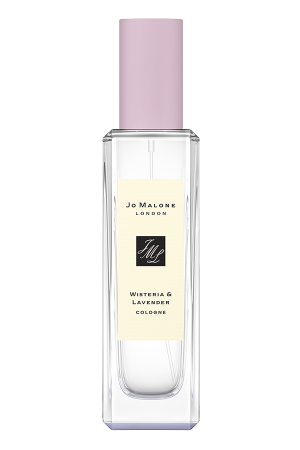 JO MALONE
LONDON
JML
WISTERIA &
LAVENDER
COLOGNE